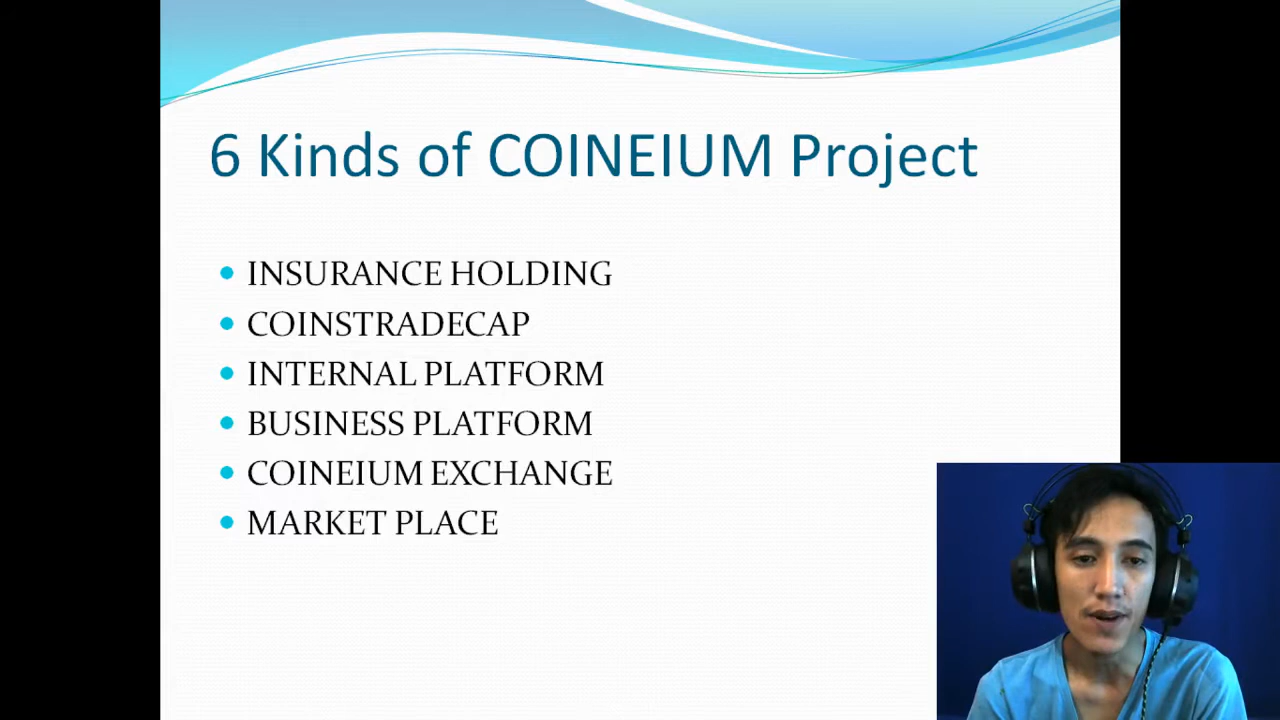 6 Kinds of COINEIUM Project
INSURANCE HOLDING
COINSTRADECAP
INTERNAL PLATFORM
BUSINESS PLATFORM
COINEIUM EXCHANGE
MARKET PLACE